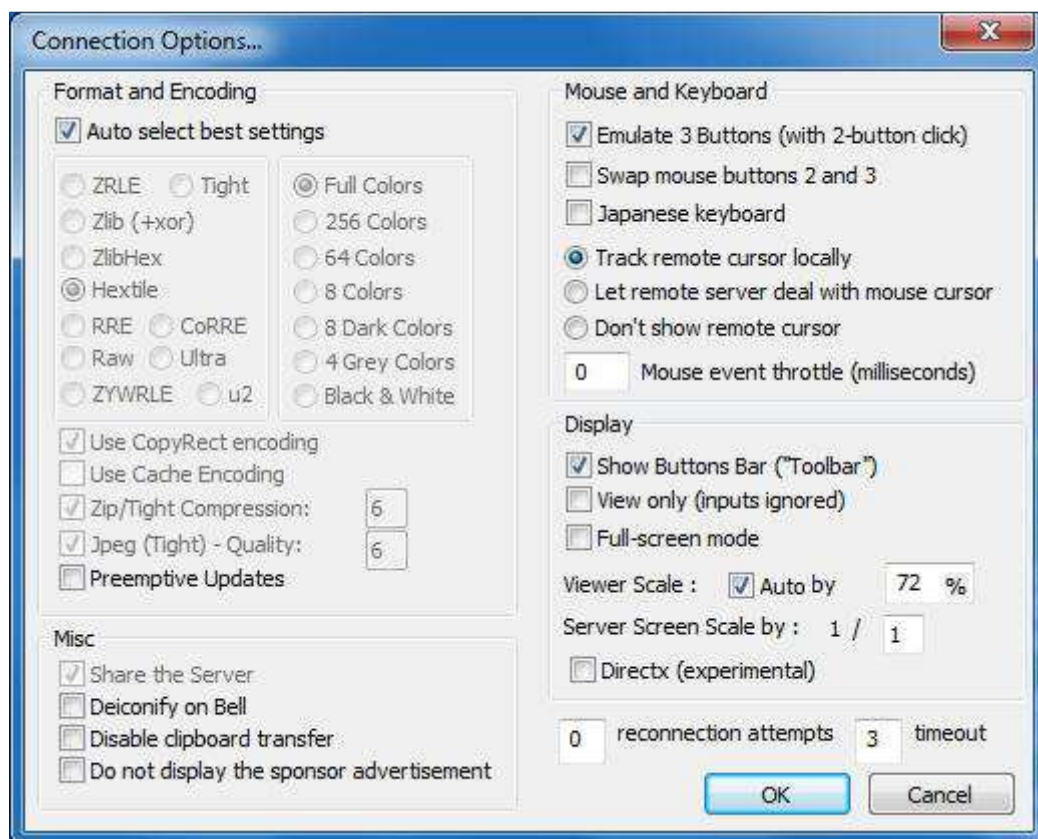 Connection Options...
Format and Encoding
Auto select best settings
ZRLE Tight
Zlib (+xor)
ZlibHex
Hextile
RRE CoRRE
Raw Ultra
ZYWRLE u2
Full Colors
256 Colors
64 Colors
8 Colors
8 Dark Colors
4 Grey Colors
Black & White
Use CopyRect encoding
Use Cache Encoding
Zip/Tight Compression: 6
Jpeg (Tight) - Quality: 6
Preemptive Updates
Misc
Share the Server
Deiconify on Bell
Disable clipboard transfer
Do not display the sponsor advertisement
Mouse and Keyboard
Emulate 3 Buttons (with 2-button click)
Swap mouse buttons 2 and 3
Japanese keyboard
Track remote cursor locally
Let remote server deal with mouse cursor
Don't show remote cursor
0 Mouse event throttle (milliseconds)
Display
Show Buttons Bar ("Toolbar")
View only (inputs ignored)
Full-screen mode
Viewer Scale : Auto by 72 %
Server Screen Scale by : 1 / 1
Directx (experimental)
0 reconnection attempts 3 timeout
OK Cancel